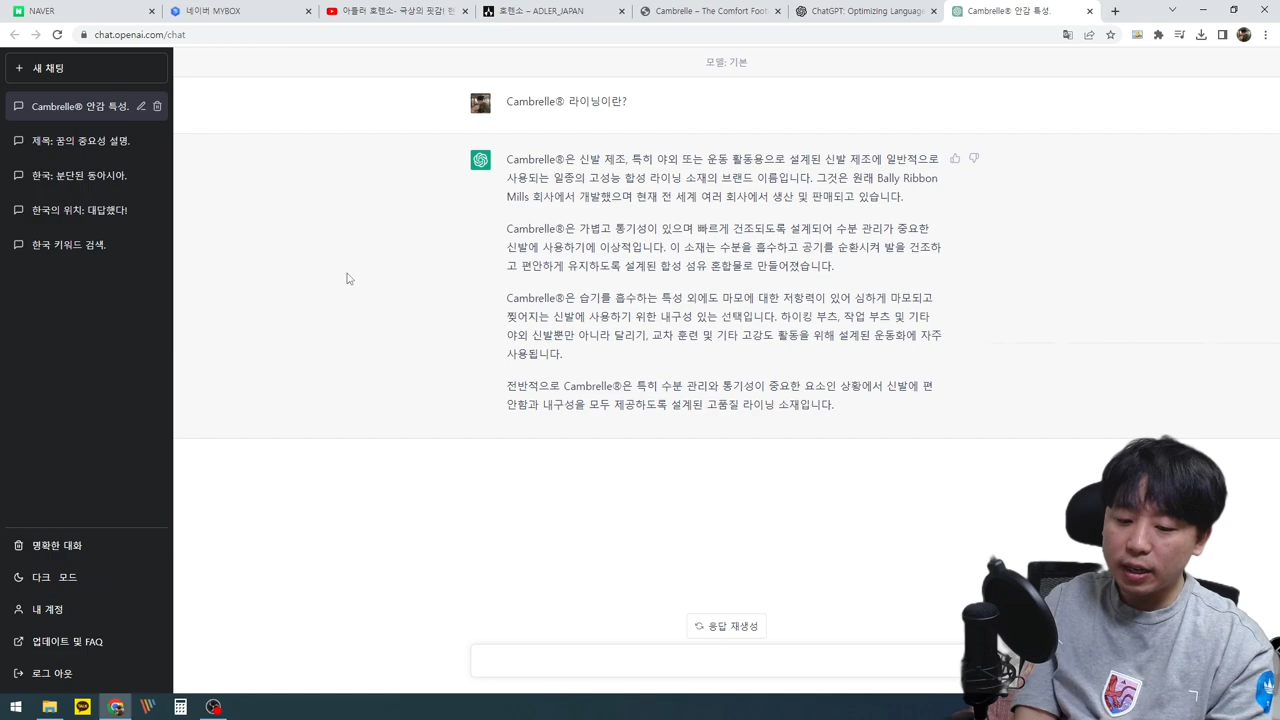 NAVER
네이버 MYBOX
아틀러 호텐소- 극상의 핏감! 한
호텐소 – ADLER_JAPAN
Cambrelle – The Comfort Foot
ChatGPT: Optimizing Language
Cambrelle® 안감 특성.
chat.openai.com/chat
새 채팅
Cambrelle® 안감 특성.
제목: 꿈의 중요성 설명.
한국: 분단된 동아시아.
한국의 위치: 대답했다!
한국 키워드 검색.
명확한 대화
다크 모드
내 계정
업데이트 및 FAQ
로그 아웃
모델: 기본
Cambrelle® 라이닝이란?
Cambrelle®은 신발 제조, 특히 야외 또는 운동 활동용으로 설계된 신발 제조에 일반적으로
사용되는 일종의 고성능 합성 라이닝 소재의 브랜드 이름입니다. 그것은 원래 Bally Ribbon
Mills 회사에서 개발했으며 현재 전 세계 여러 회사에서 생산 및 판매되고 있습니다.
Cambrelle®은 가볍고 통기성이 있으며 빠르게 건조되도록 설계되어 수분 관리가 중요한
신발에 사용하기에 이상적입니다. 이 소재는 수분을 흡수하고 공기를 순환시켜 발을 건조하
고 편안하게 유지하도록 설계된 합성 섬유 혼합물로 만들어졌습니다.
Cambrelle®은 습기를 흡수하는 특성 외에도 마모에 대한 저항력이 있어 심하게 마모되고
찢어지는 신발에 사용하기 위한 내구성 있는 선택입니다. 하이킹 부츠, 작업 부츠 및 기타
야외 신발뿐만 아니라 달리기, 교차 훈련 및 기타 고강도 활동을 위해 설계된 운동화에 자주
사용됩니다.
전반적으로 Cambrelle®은 특히 수분 관리와 통기성이 중요한 요소인 상황에서 신발에 편
안함과 내구성을 모두 제공하도록 설계된 고품질 라이닝 소재입니다.
응답 재생성
TALK